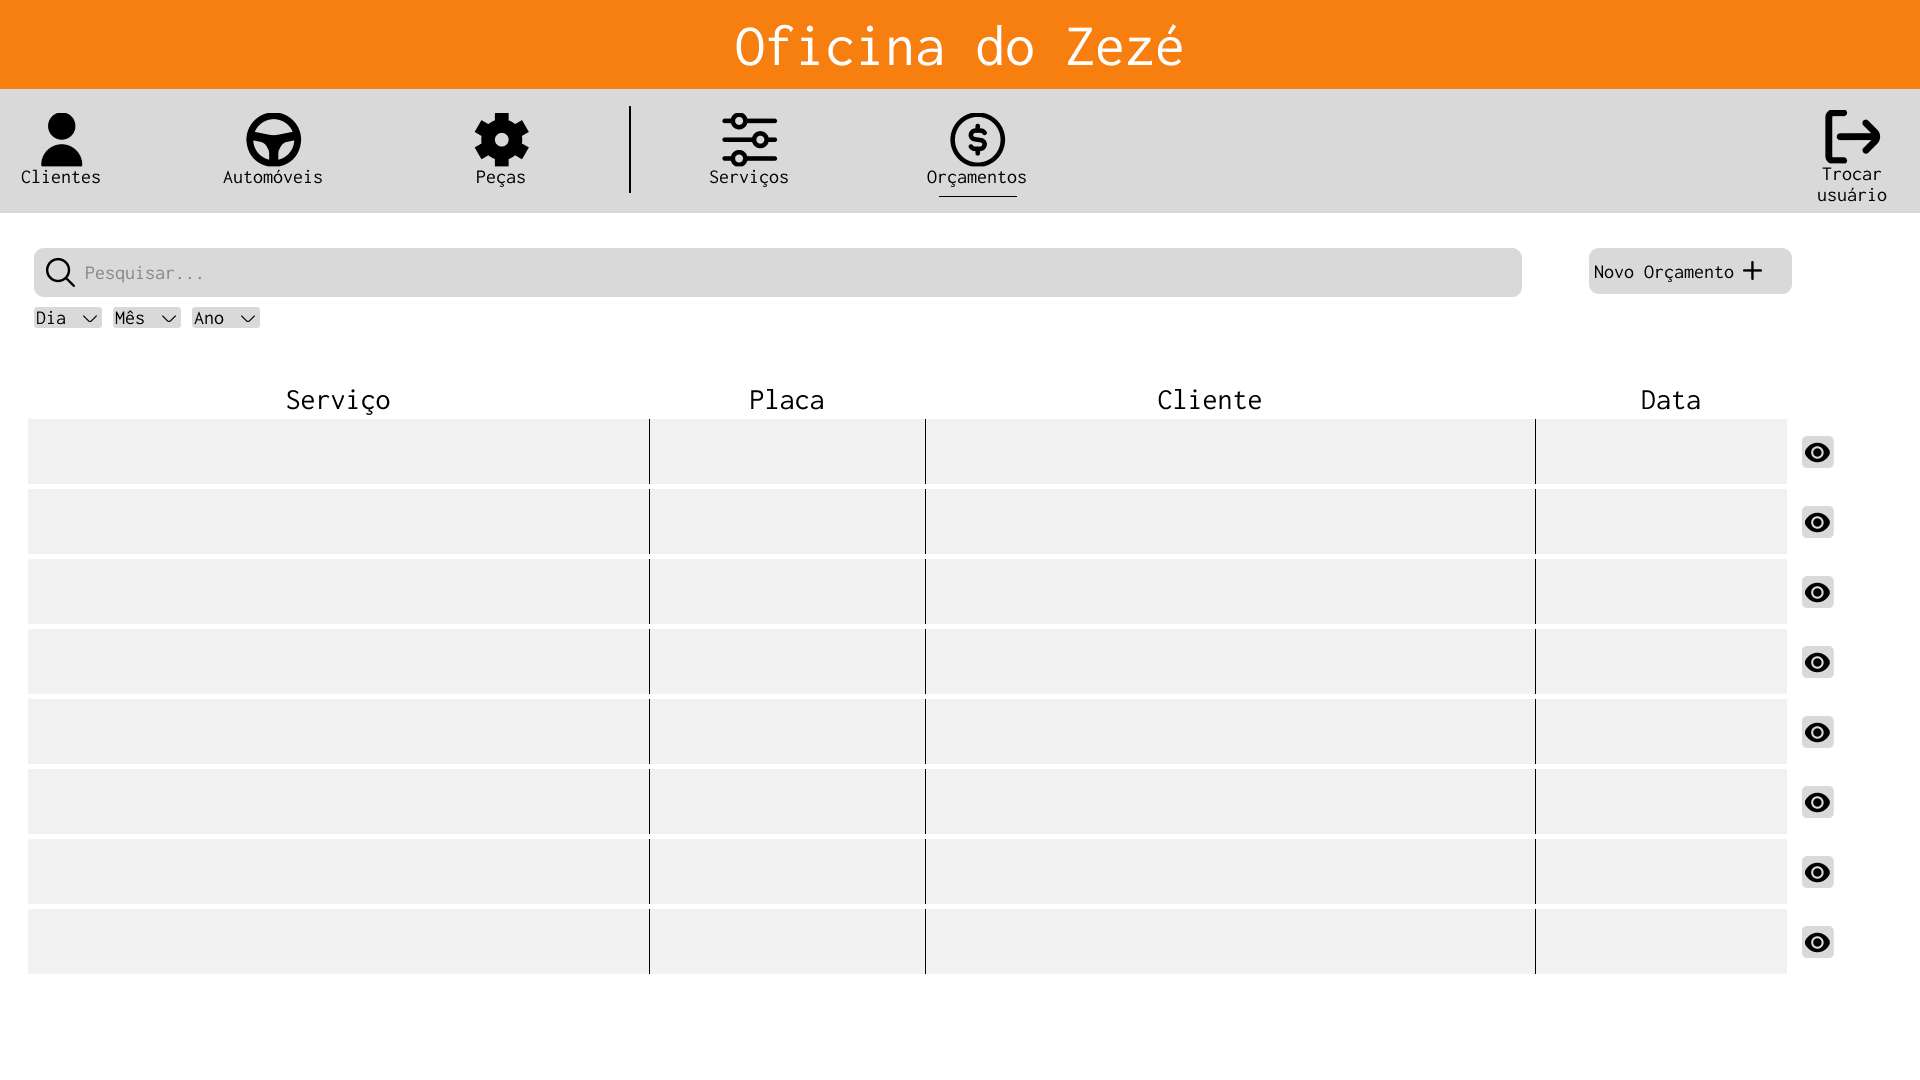 Oficina do Zezé
Clientes
Automóveis
Peças
Serviços
Orçamentos
Trocar
usuário
Pesquisar...
Novo Orçamento
Dia
Mês
Ano
Serviço
Placa
Cliente
Data